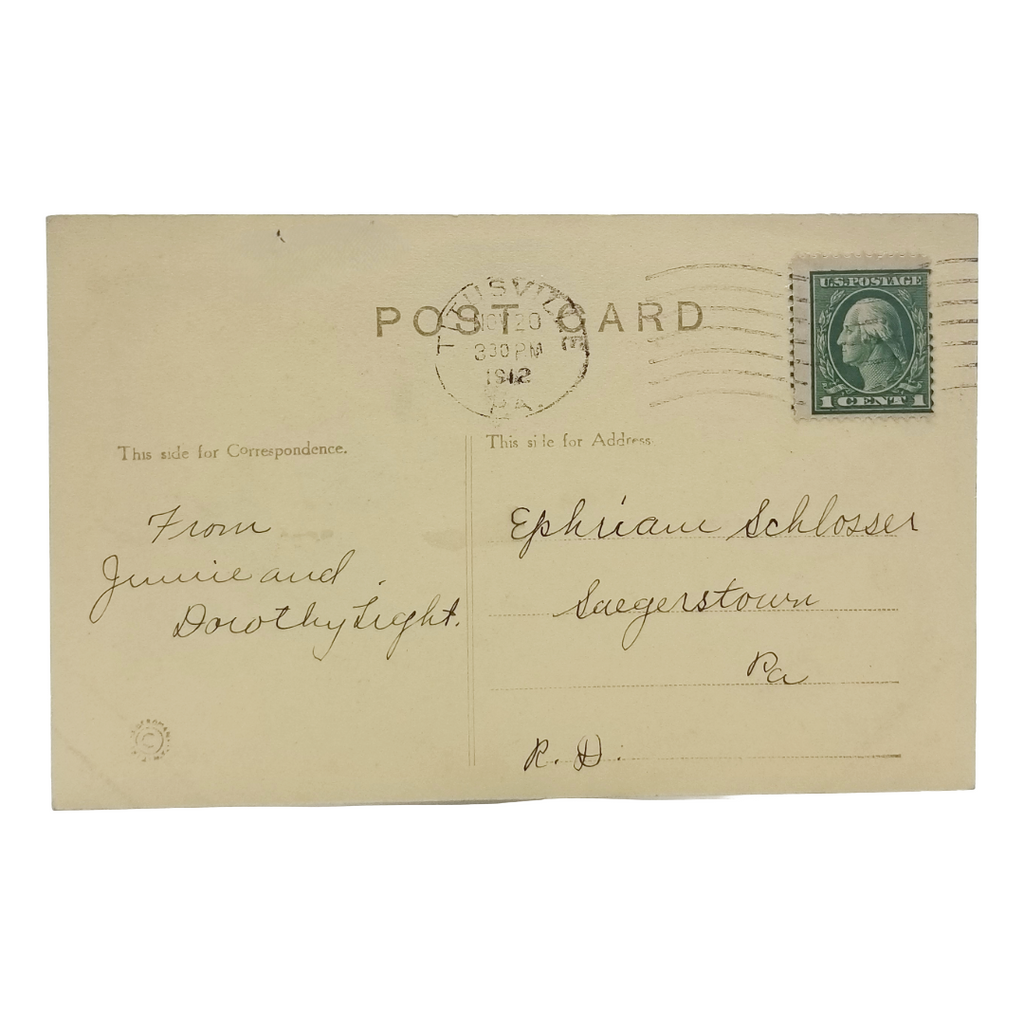 POST CARD
TITUSVILLE
20
330 PM
1912
PA.
U.S. POSTAGE
1 CENT 1
This side for Correspondence.
This side for Address.
From
Jennie and
Dorothy Light.
Ephriam Schlosser
Saegerstown
Pa
R. D.